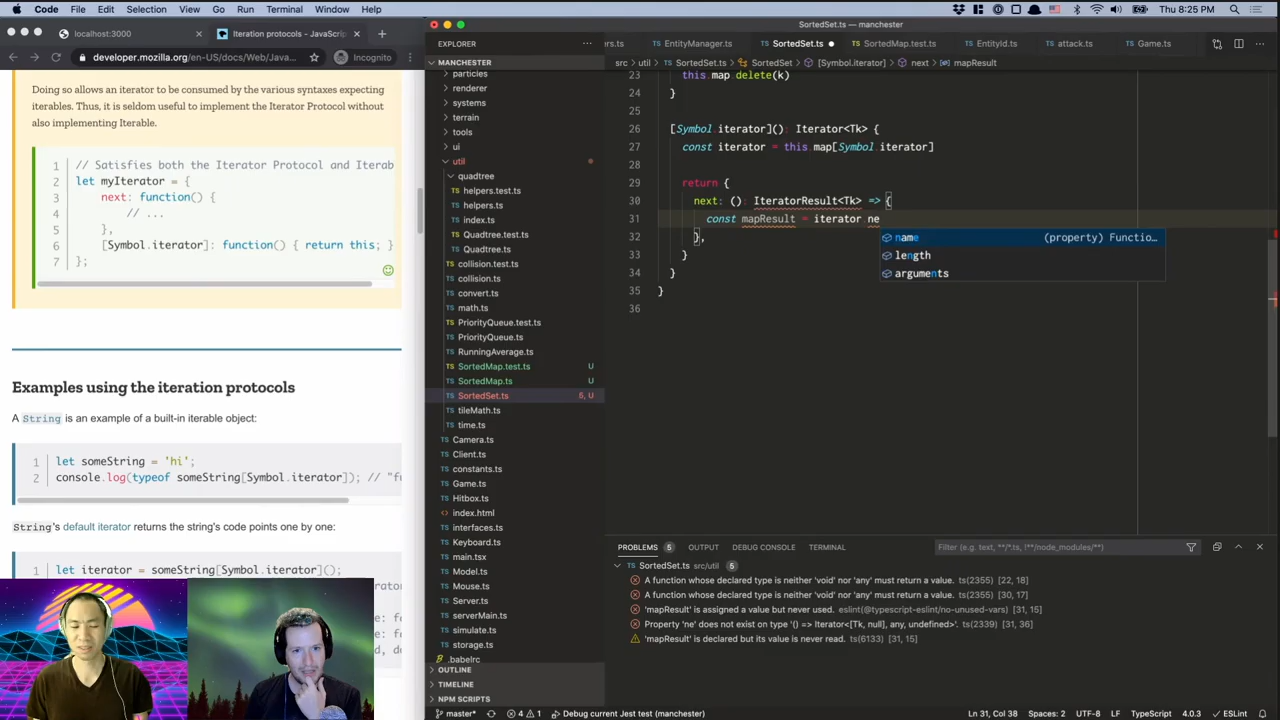 Code File Edit Selection View Go Run Terminal Window Help
Thu 8:25 PM
localhost:3000
Iteration protocols - JavaScrip
developer.mozilla.org/en-US/docs/Web/Java...
Incognito
Doing so allows an iterator to be consumed by the various syntaxes expecting
iterables. Thus, it is seldom useful to implement the Iterator Protocol without
also implementing Iterable.
1 // Satisfies both the Iterator Protocol and Iterab
2 let myIterator = {
3 next: function() {
4 // ...
5 },
6 [Symbol.iterator]: function() { return this; }
7 };
Examples using the iteration protocols
A String is an example of a built-in iterable object:
1 let someString = 'hi';
2 console.log(typeof someString[Symbol.iterator]); // "fu
String's default iterator returns the string's code points one by one:
1 let iterator = someString[Symbol.iterator]();
SortedSet.ts — manchester
EXPLORER
MANCHESTER
particles
renderer
systems
terrain
tools
ui
util
quadtree
helpers.test.ts
helpers.ts
index.ts
Quadtree.test.ts
Quadtree.ts
collision.test.ts
collision.ts
convert.ts
math.ts
PriorityQueue.test.ts
PriorityQueue.ts
RunningAverage.ts
SortedMap.test.ts U
SortedMap.ts U
SortedSet.ts 6, U
tileMath.ts
time.ts
Camera.ts
Client.ts
constants.ts
Game.ts
Hitbox.ts
index.html
interfaces.ts
Keyboard.ts
main.tsx
Model.ts
Mouse.ts
Server.ts
serverMain.ts
simulate.ts
storage.ts
.babelrc
OUTLINE
TIMELINE
NPM SCRIPTS
rs.ts EntityManager.ts SortedSet.ts SortedMap.test.ts EntityId.ts attack.ts Game.ts
src > util > SortedSet.ts > SortedSet > [Symbol.iterator] > next > mapResult
23 this.map.delete(k)
24 }
25
26 [Symbol.iterator](): Iterator<Tk> {
27 const iterator = this.map[Symbol.iterator]
28
29 return {
30 next: (): IteratorResult<Tk> => {
31 const mapResult = iterator.ne
32 },
33 }
34 }
35 }
36
name (property) Functio...
length
arguments
PROBLEMS 5 OUTPUT DEBUG CONSOLE TERMINAL
Filter (e.g. text, **/*.ts, !**/node_modules/**)
SortedSet.ts src/util 5
A function whose declared type is neither 'void' nor 'any' must return a value. ts(2355) [22, 18]
A function whose declared type is neither 'void' nor 'any' must return a value. ts(2355) [30, 17]
'mapResult' is assigned a value but never used. eslint(@typescript-eslint/no-unused-vars) [31, 15]
Property 'ne' does not exist on type '() => Iterator<[Tk, null], any, undefined>'. ts(2339) [31, 36]
'mapResult' is declared but its value is never read. ts(6133) [31, 15]
master* 4 1 Debug current Jest test (manchester)
Ln 31, Col 38 Spaces: 2 UTF-8 LF TypeScript 4.0.3 ESLint